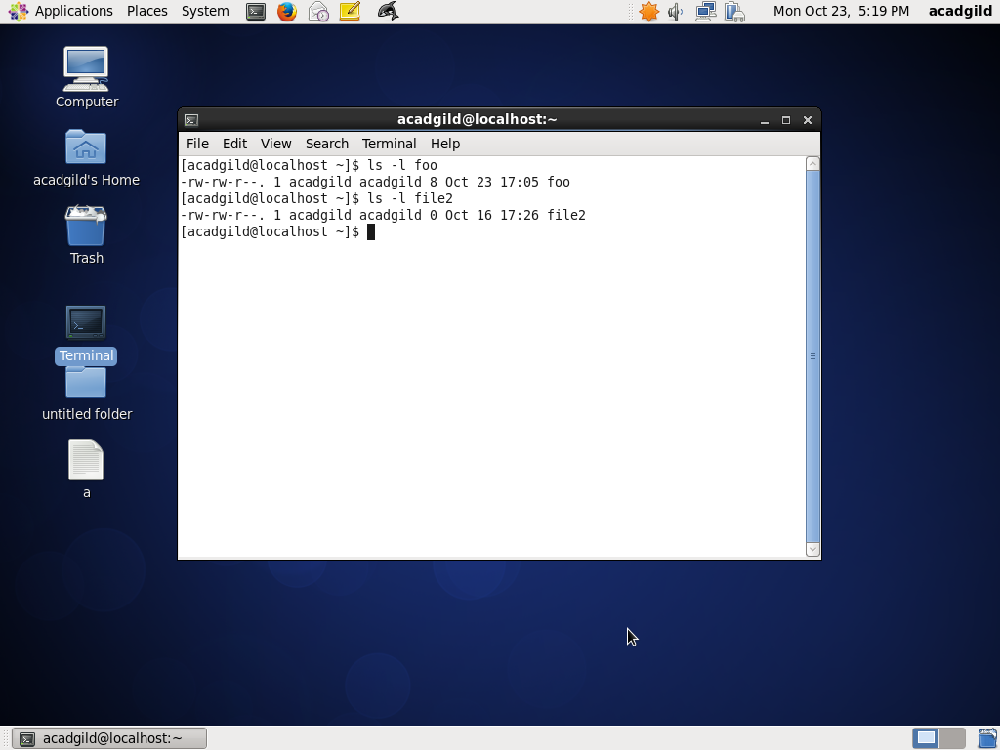 Applications Places System Mon Oct 23, 5:19 PM acadgild
Computer
acadgild's Home
Trash
Terminal
untitled folder
a
acadgild@localhost:~
File Edit View Search Terminal Help
[acadgild@localhost ~]$ ls -l foo
-rw-rw-r--. 1 acadgild acadgild 8 Oct 23 17:05 foo
[acadgild@localhost ~]$ ls -l file2
-rw-rw-r--. 1 acadgild acadgild 0 Oct 16 17:26 file2
[acadgild@localhost ~]$
acadgild@localhost:~